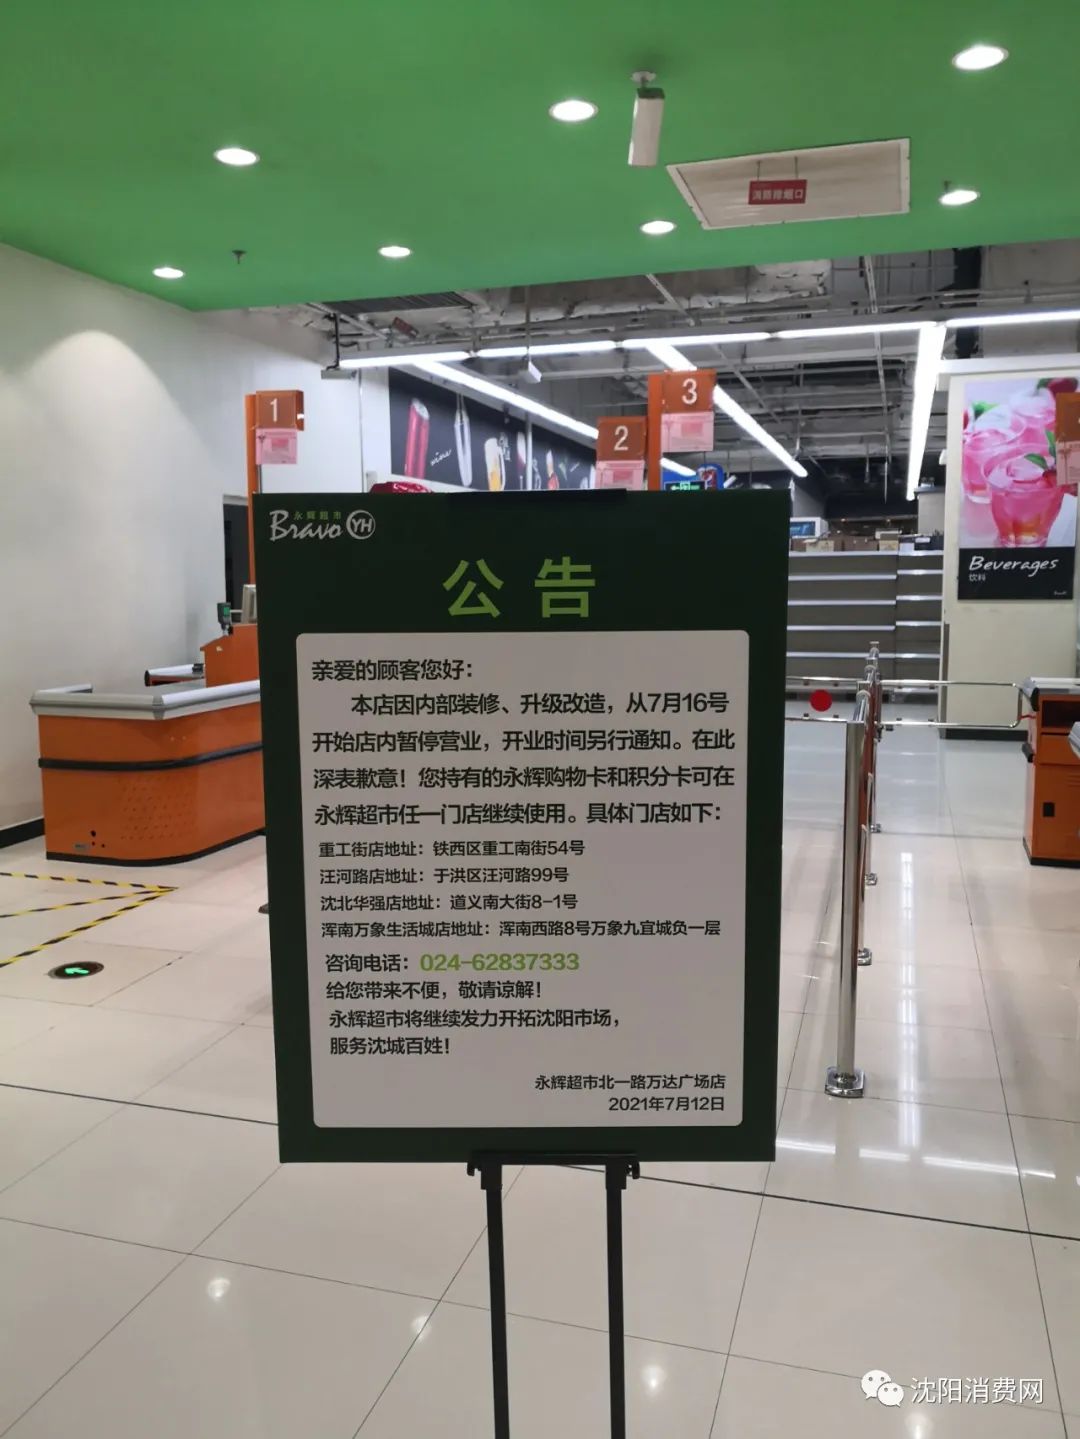 消防排烟口
1
2
3
wine
Beverages
饮料
永辉超市
Bravo YH
公告
亲爱的顾客您好：
本店因内部装修、升级改造，从7月16号
开始店内暂停营业，开业时间另行通知。在此
深表歉意！您持有的永辉购物卡和积分卡可在
永辉超市任一门店继续使用。具体门店如下：
重工街店地址：铁西区重工南街54号
汪河路店地址：于洪区汪河路99号
沈北华强店地址：道义南大街8-1号
浑南万象生活城店地址：浑南西路8号万象九宜城负一层
咨询电话：024-62837333
给您带来不便，敬请谅解！
永辉超市将继续发力开拓沈阳市场，
服务沈城百姓！
永辉超市北一路万达广场店
2021年7月12日
沈阳消费网